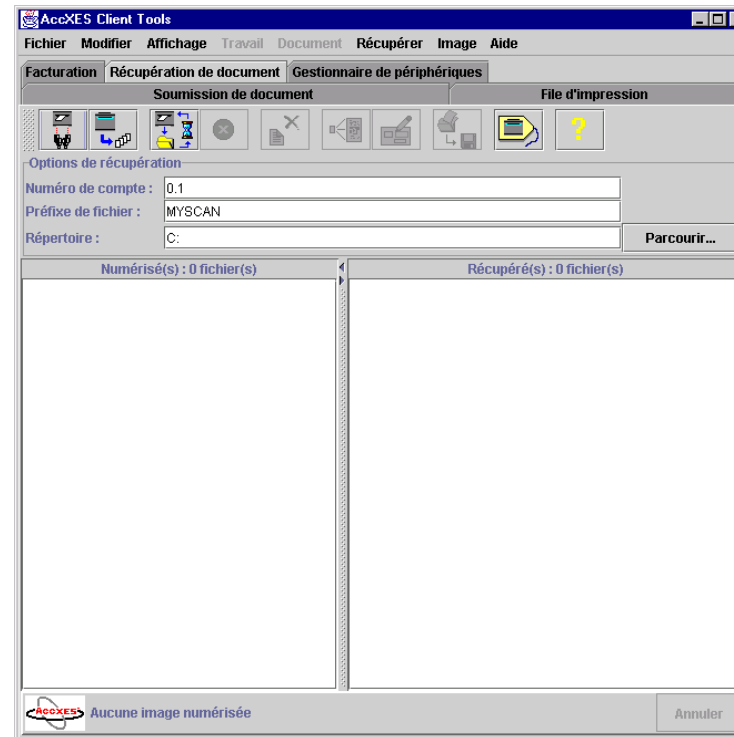 AccXES Client Tools
Fichier Modifier Affichage Travail Document Récupérer Image Aide
Facturation Récupération de document Gestionnaire de périphériques
Soumission de document File d'impression
?
Options de récupération
Numéro de compte : 0.1
Préfixe de fichier : MYSCAN
Répertoire : C: Parcourir...
Numérisé(s) : 0 fichier(s) Récupéré(s) : 0 fichier(s)
ACCXES Aucune image numérisée Annuler